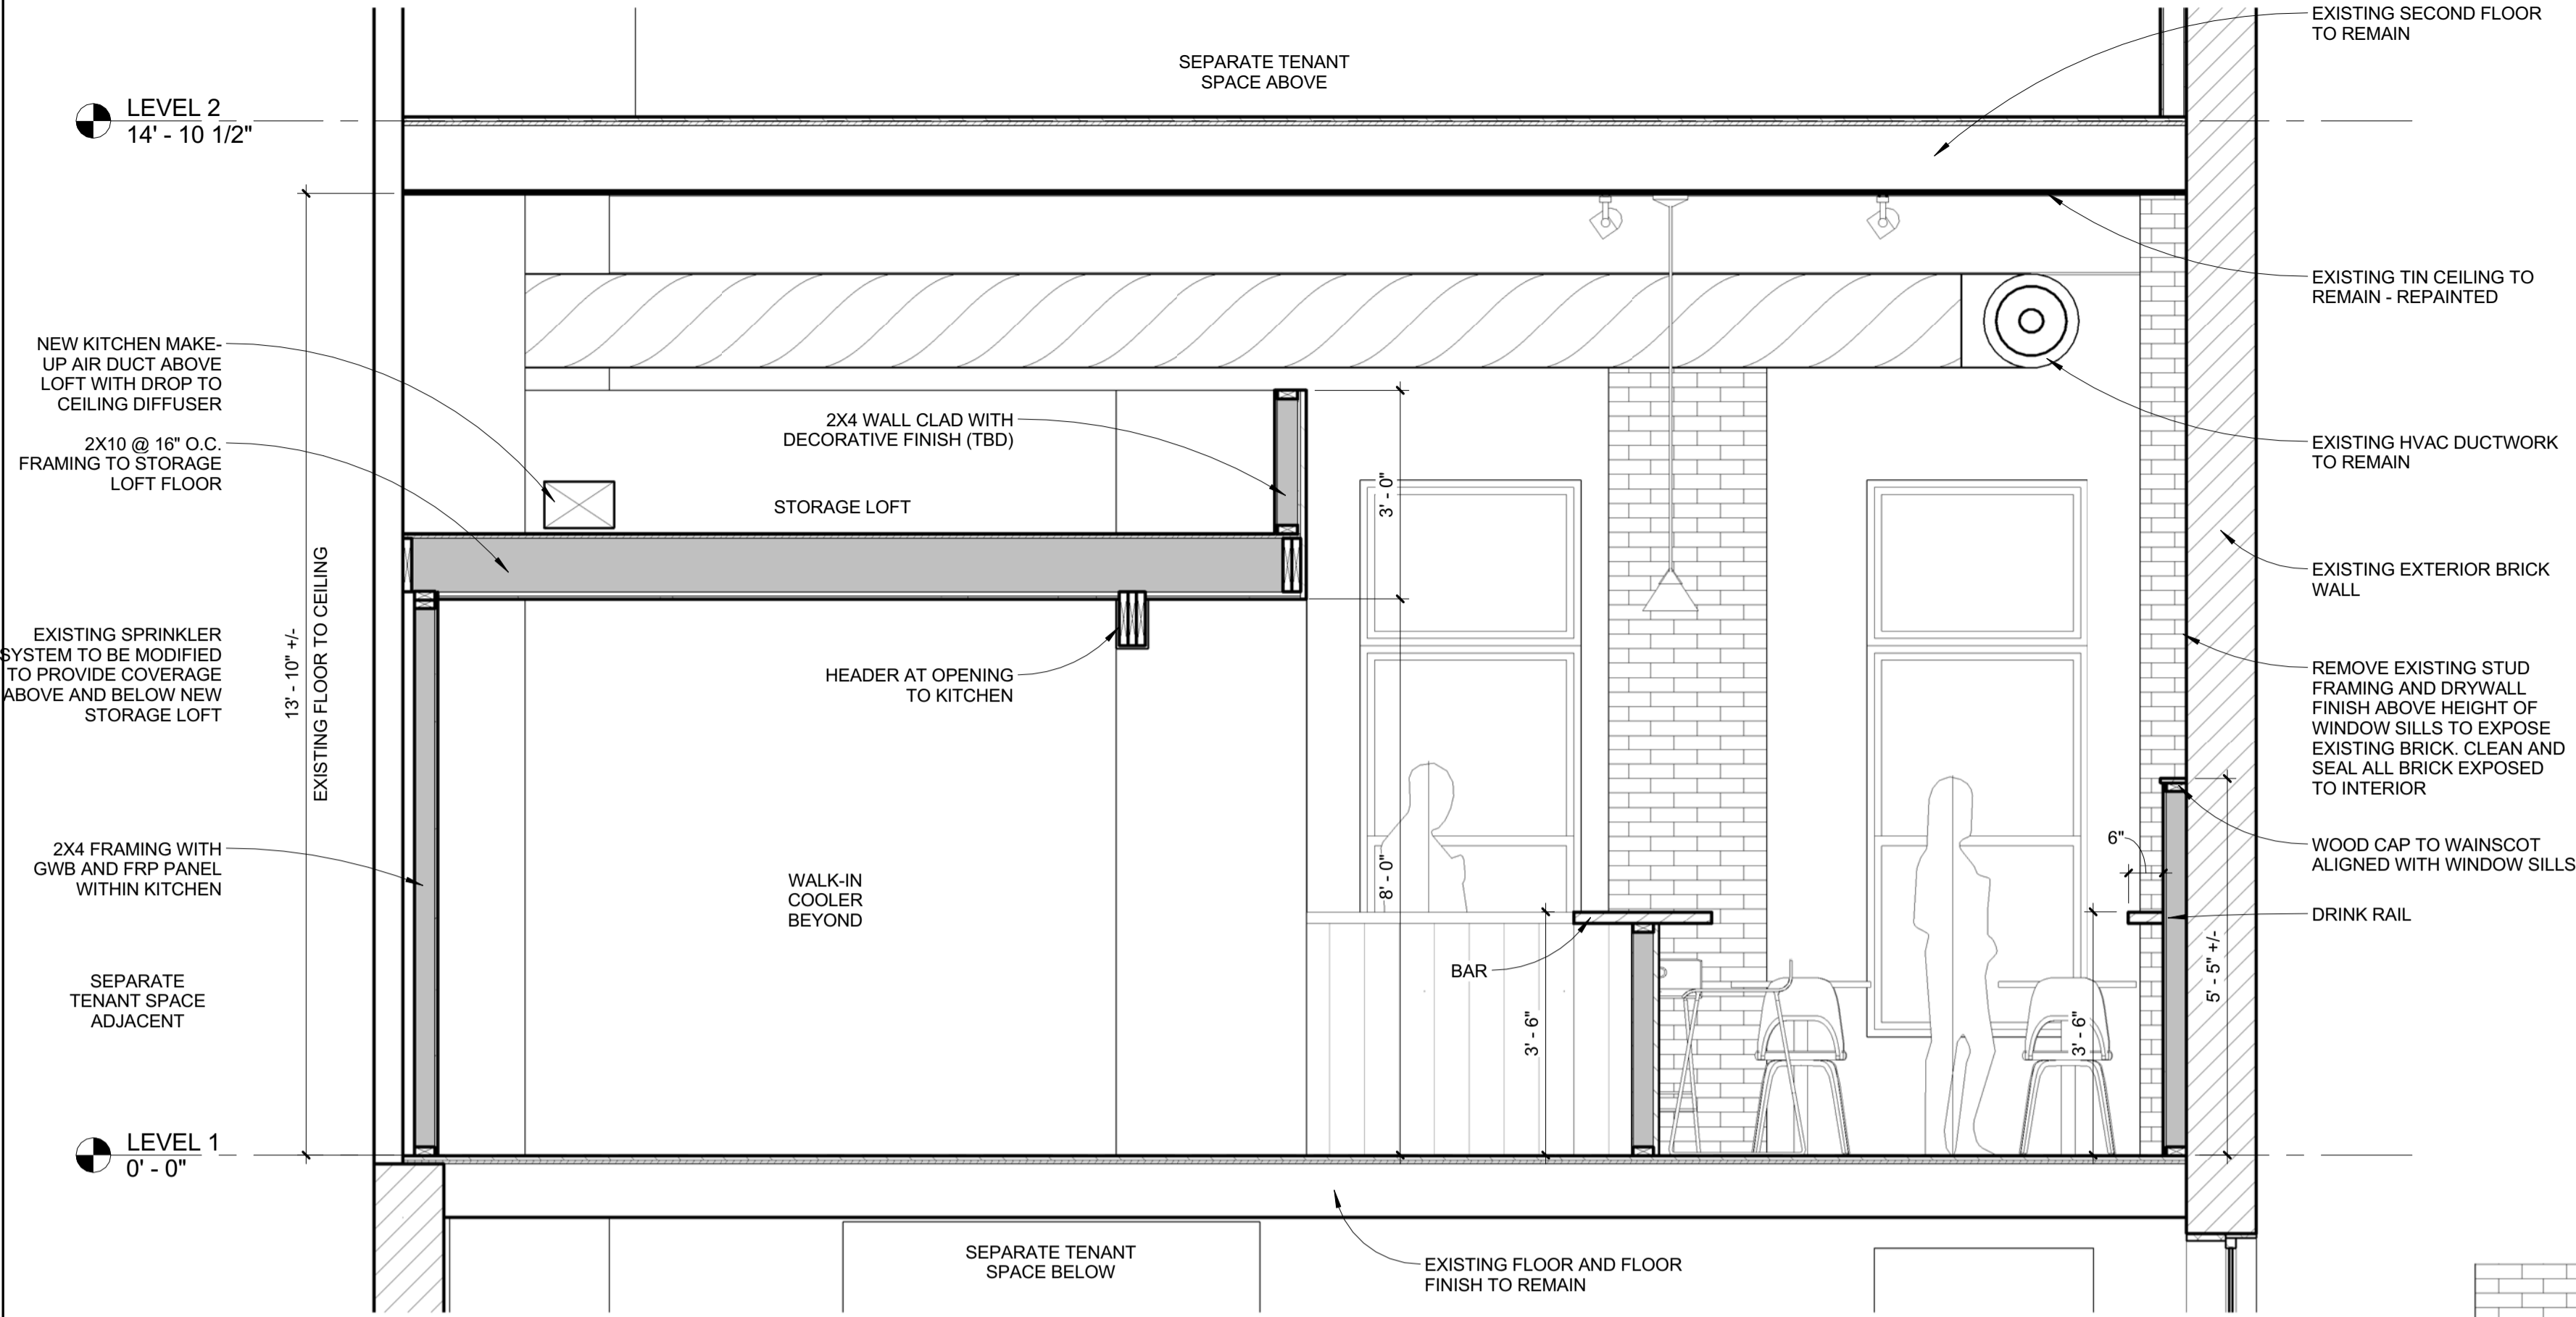 EXISTING SECOND FLOOR
TO REMAIN
SEPARATE TENANT
SPACE ABOVE
LEVEL 2
14' - 10 1/2"
EXISTING TIN CEILING TO
REMAIN - REPAINTED
NEW KITCHEN MAKE-
UP AIR DUCT ABOVE
LOFT WITH DROP TO
CEILING DIFFUSER
2X4 WALL CLAD WITH
DECORATIVE FINISH (TBD)
2X10 @ 16" O.C.
FRAMING TO STORAGE
LOFT FLOOR
EXISTING HVAC DUCTWORK
TO REMAIN
STORAGE LOFT
3' - 0"
EXISTING EXTERIOR BRICK
WALL
13' - 10" +/-
EXISTING FLOOR TO CEILING
EXISTING SPRINKLER
SYSTEM TO BE MODIFIED
TO PROVIDE COVERAGE
ABOVE AND BELOW NEW
STORAGE LOFT
HEADER AT OPENING
TO KITCHEN
REMOVE EXISTING STUD
FRAMING AND DRYWALL
FINISH ABOVE HEIGHT OF
WINDOW SILLS TO EXPOSE
EXISTING BRICK. CLEAN AND
SEAL ALL BRICK EXPOSED
TO INTERIOR
2X4 FRAMING WITH
GWB AND FRP PANEL
WITHIN KITCHEN
WALK-IN
COOLER
BEYOND
8' - 0"
6"
WOOD CAP TO WAINSCOT
ALIGNED WITH WINDOW SILLS
DRINK RAIL
BAR
SEPARATE
TENANT SPACE
ADJACENT
3' - 6"
3' - 6"
5' - 5" +/-
LEVEL 1
0' - 0"
SEPARATE TENANT
SPACE BELOW
EXISTING FLOOR AND FLOOR
FINISH TO REMAIN